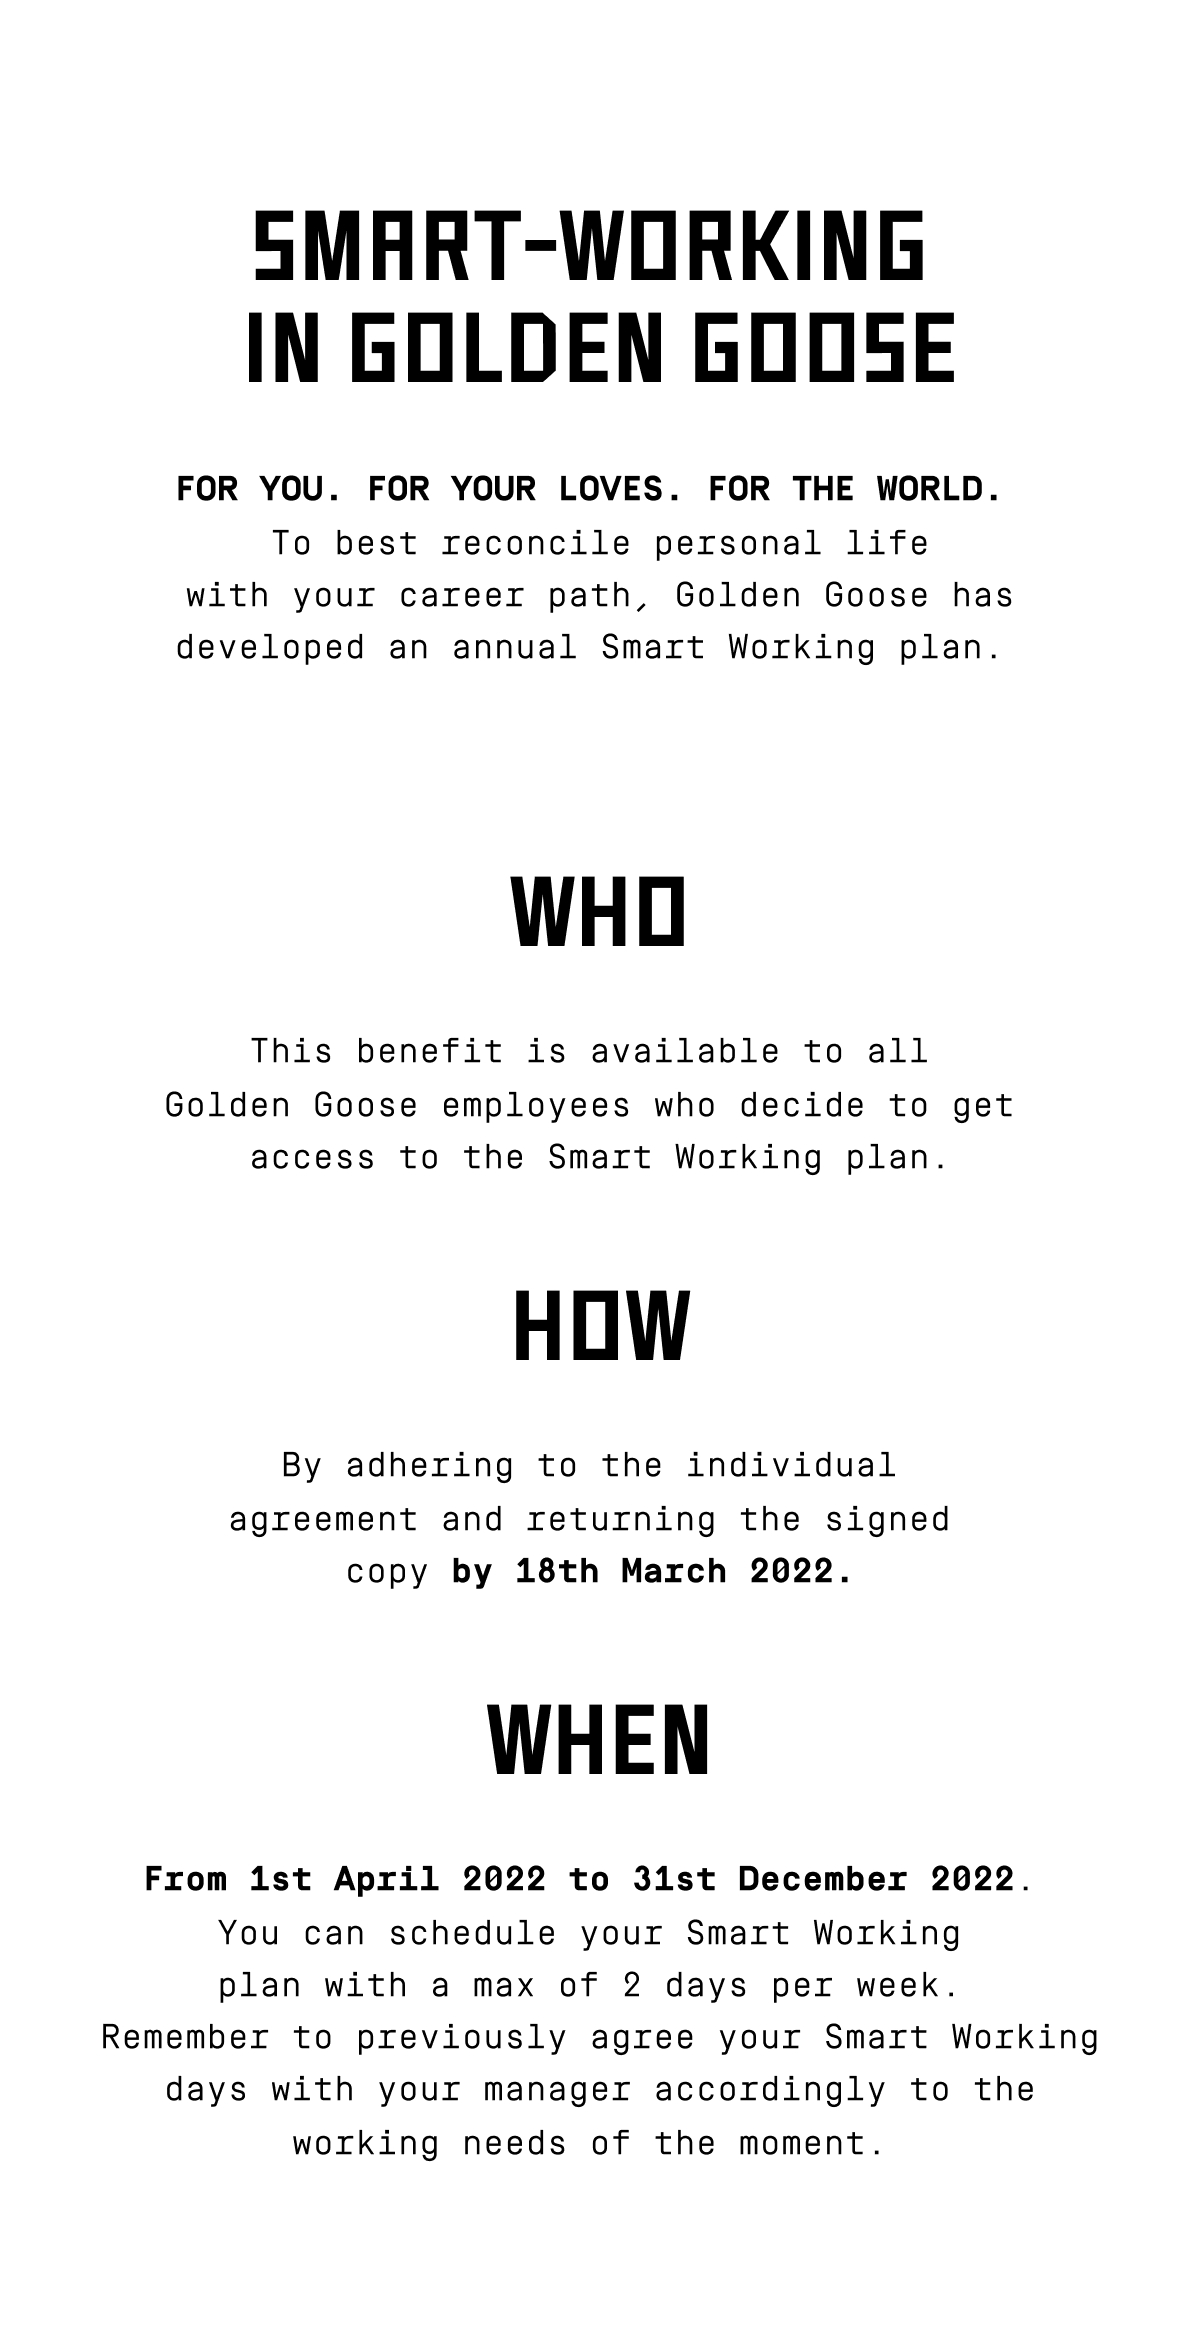 SMART-WORKING
IN GOLDEN GOOSE
FOR YOU. FOR YOUR LOVES. FOR THE WORLD.
To best reconcile personal life
with your career path, Golden Goose has
developed an annual Smart Working plan.
WHO
This benefit is available to all
Golden Goose employees who decide to get
access to the Smart Working plan.
HOW
By adhering to the individual
agreement and returning the signed
copy by 18th March 2022.
WHEN
From 1st April 2022 to 31st December 2022.
You can schedule your Smart Working
plan with a max of 2 days per week.
Remember to previously agree your Smart Working
days with your manager accordingly to the
working needs of the moment.